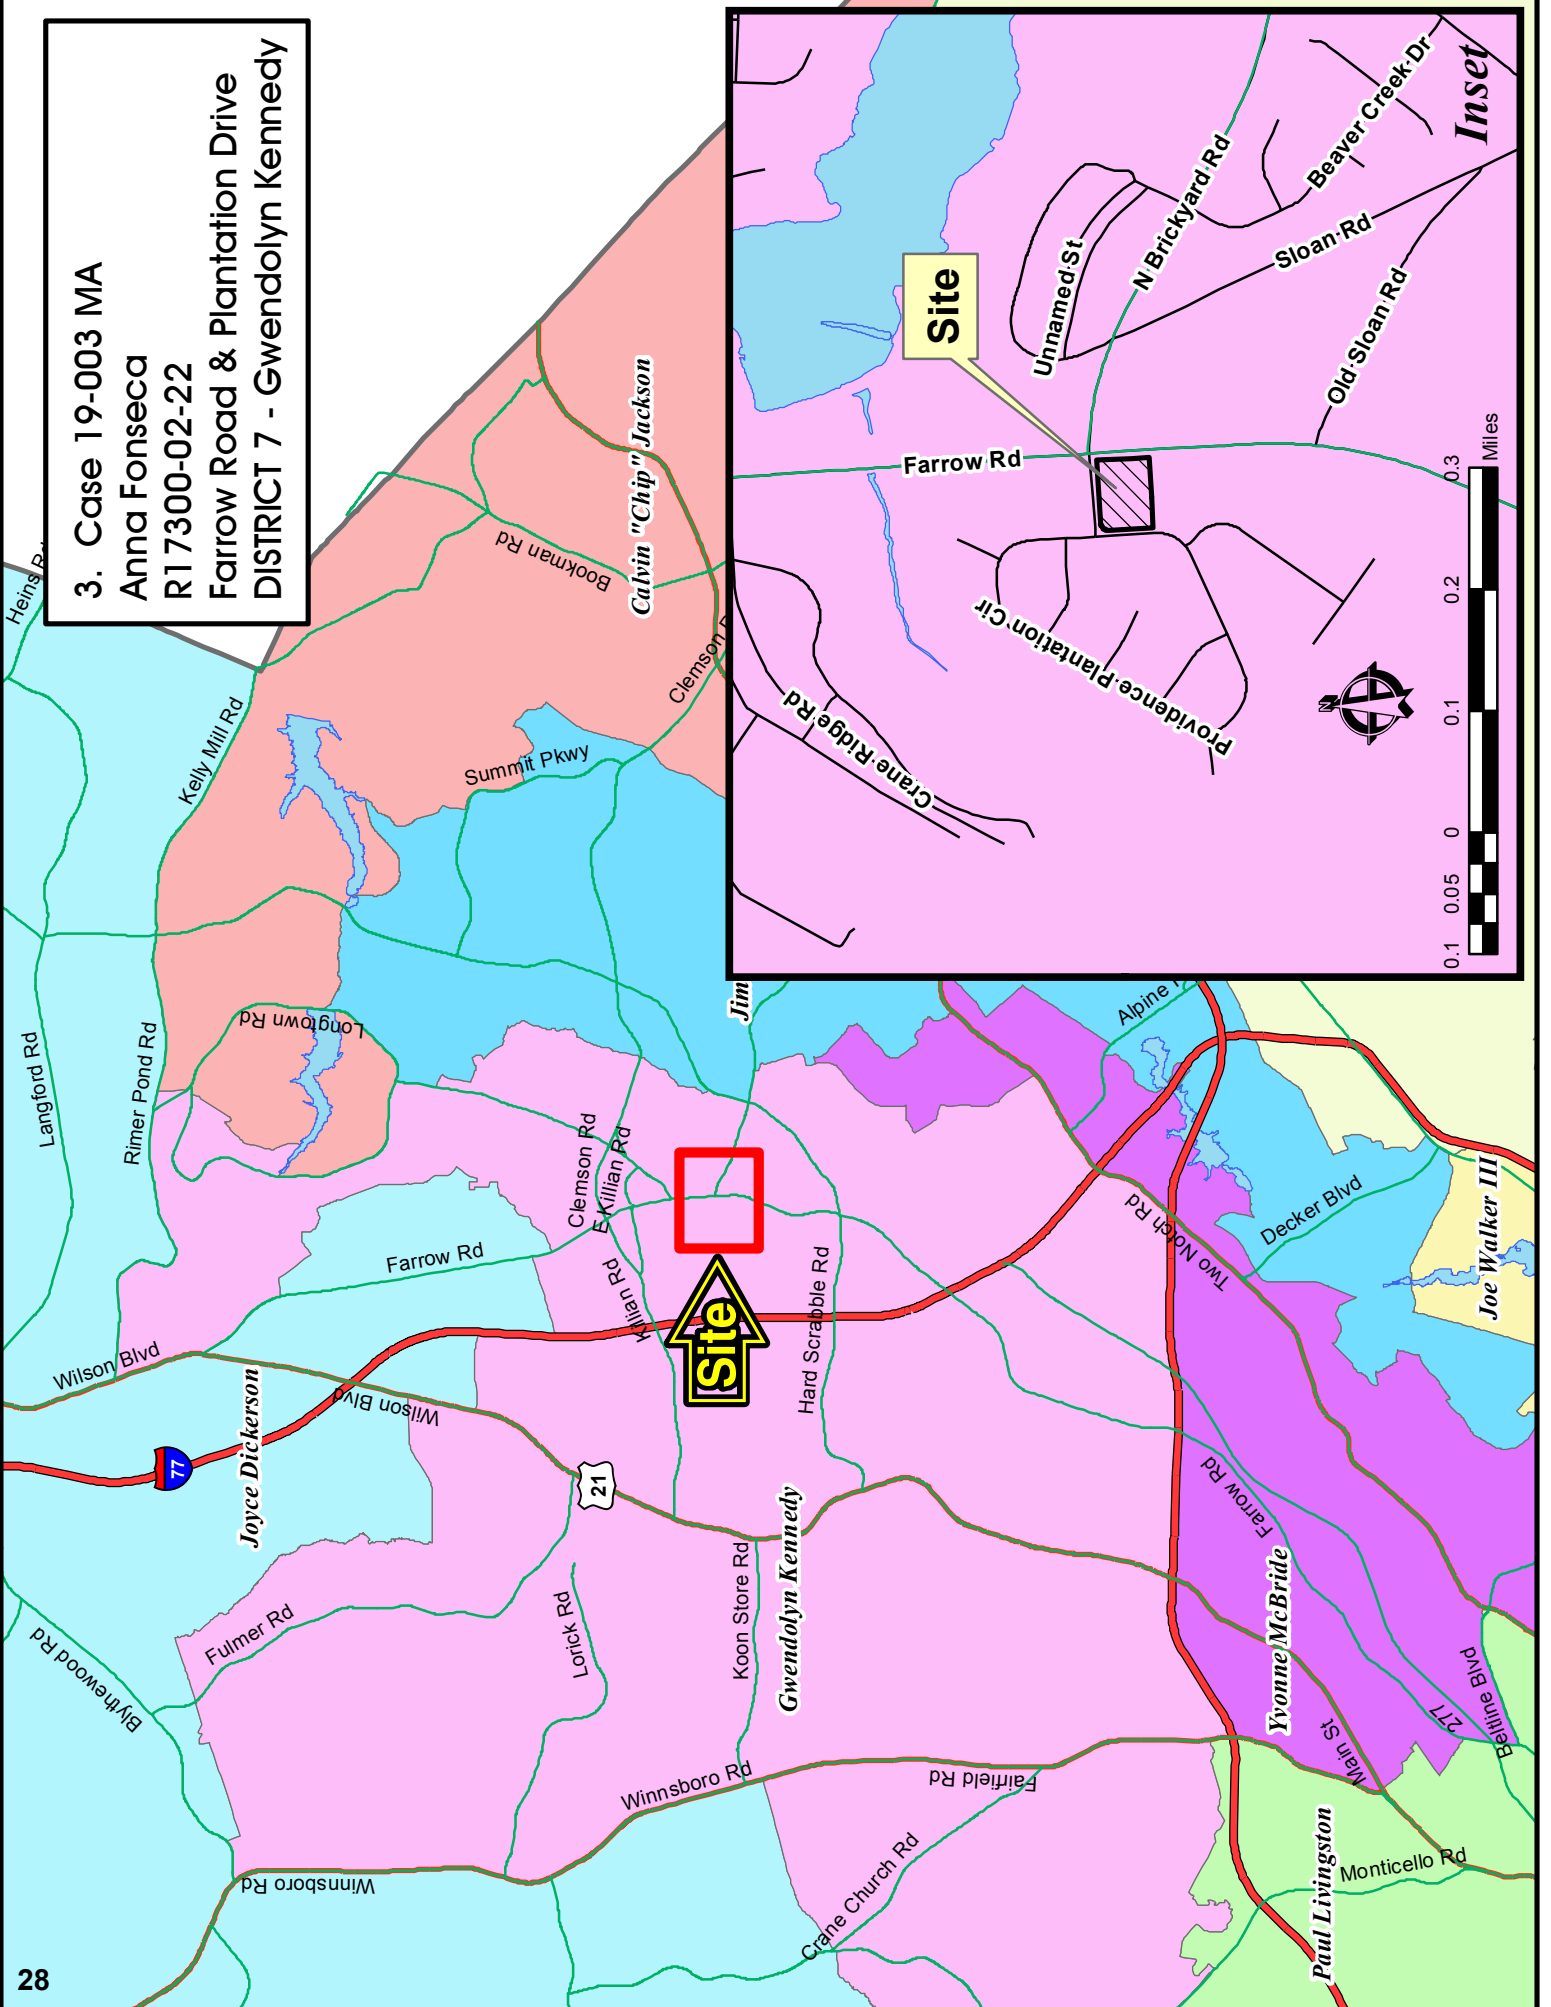 28
3. Case 19-003 MA
Anna Fonseca
R17300-02-22
Farrow Road & Plantation Drive
DISTRICT 7 - Gwendolyn Kennedy
Heins Rd
Langford Rd
Rimer Pond Rd
Kelly Mill Rd
Longtown Rd
Bookman Rd
Calvin "Chip" Jackson
Clemson
Summit Pkwy
Wilson Blvd
Wilson Blvd
77
Joyce Dickerson
Farrow Rd
Clemson Rd
E Killian Rd
Killian Rd
Site
Hard Scrabble Rd
21
Blythewood Rd
Fulmer Rd
Lorick Rd
Koon Store Rd
Gwendolyn Kennedy
Winnsboro Rd
Winnsboro Rd
Fairfield Rd
Crane Church Rd
Jim
Alpine
Two Notch Rd
Decker Blvd
Joe Walker III
Farrow Rd
Yvonne McBride
Main St
277
Beltline Blvd
Monticello Rd
Paul Livingston
Inset
Site
Farrow Rd
N Brickyard Rd
Unnamed St
Sloan Rd
Beaver Creek Dr
Old Sloan Rd
Providence Plantation Cir
Crane Ridge Rd
N
0.1 0.05 0 0.1 0.2 0.3
Miles